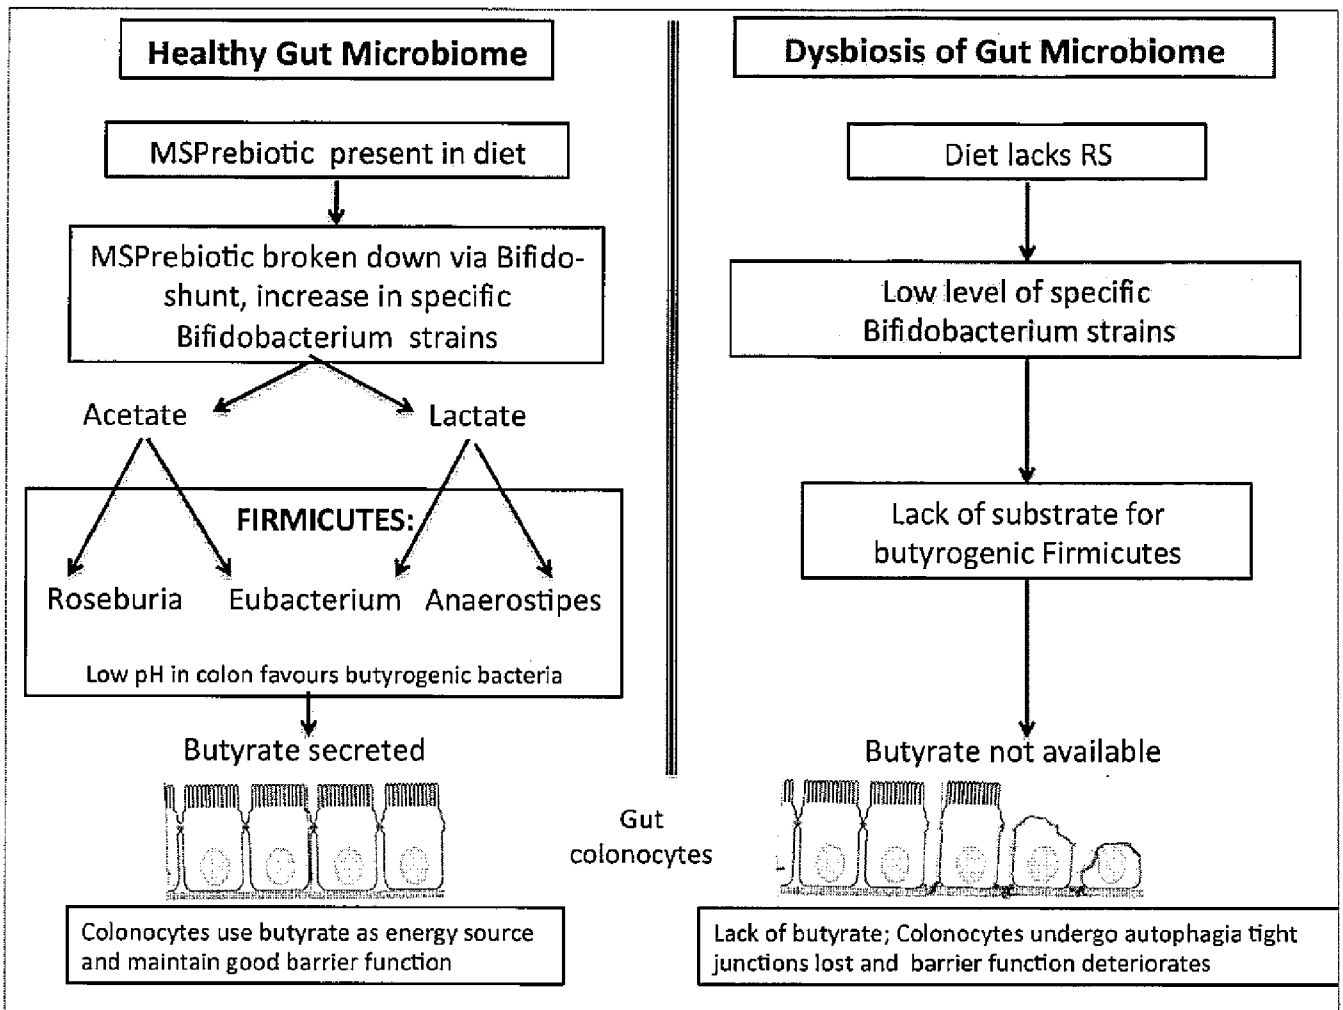 Healthy Gut Microbiome
MSPrebiotic present in diet
MSPrebiotic broken down via Bifido-
shunt, increase in specific
Bifidobacterium strains
Acetate
Lactate
FIRMICUTES:
Roseburia
Eubacterium
Anaerostipes
Low pH in colon favours butyrogenic bacteria
Butyrate secreted
Colonocytes use butyrate as energy source
and maintain good barrier function
Gut
colonocytes
Dysbiosis of Gut Microbiome
Diet lacks RS
Low level of specific
Bifidobacterium strains
Lack of substrate for
butyrogenic Firmicutes
Butyrate not available
Lack of butyrate; Colonocytes undergo autophagia tight
junctions lost and barrier function deteriorates